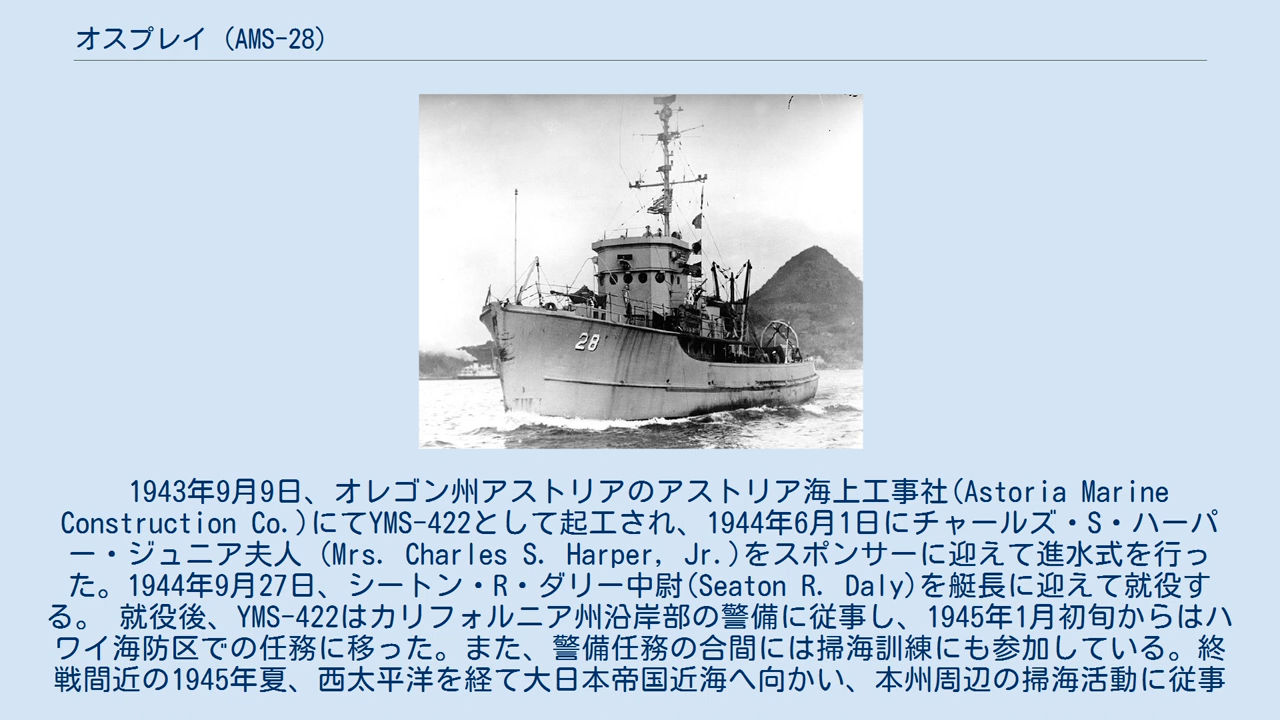 オスプレイ (AMS-28)
28
1943年9月9日、オレゴン州アストリアのアストリア海上工事社(Astoria Marine
Construction Co.)にてYMS-422として起工され、1944年6月1日にチャールズ・S・ハーパ
ー・ジュニア夫人 (Mrs. Charles S. Harper, Jr.)をスポンサーに迎えて進水式を行っ
た。1944年9月27日、シートン・R・ダリー中尉(Seaton R. Daly)を艇長に迎えて就役す
る。 就役後、YMS-422はカリフォルニア州沿岸部の警備に従事し、1945年1月初旬からはハ
ワイ海防区での任務に移った。また、警備任務の合間には掃海訓練にも参加している。終
戦間近の1945年夏、西太平洋を経て大日本帝国近海へ向かい、本州周辺の掃海活動に従事